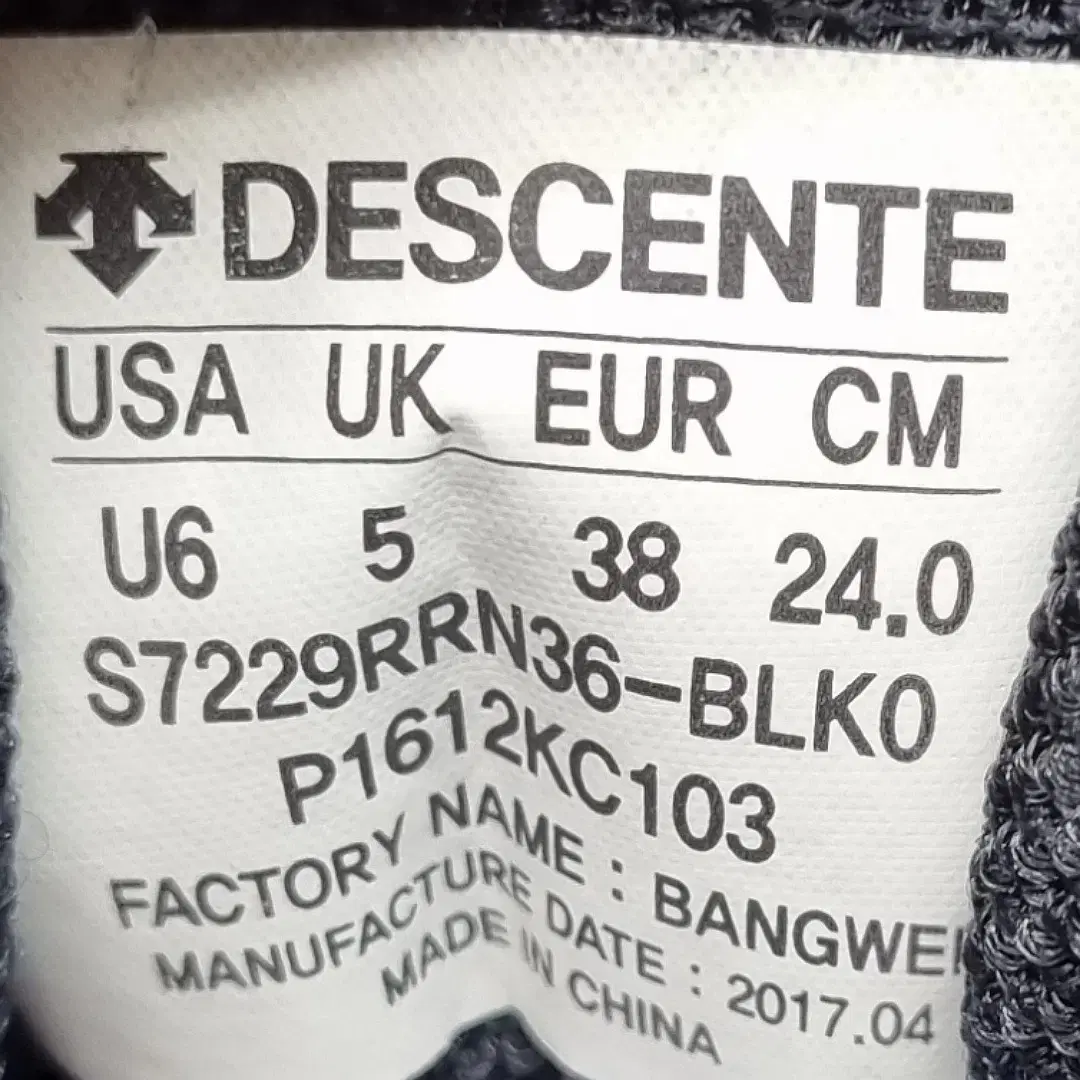 DESCENTE
USA UK EUR CM
U6 5 38 24.0
S7229RRN36-BLK0
P1612KC103
FACTORY NAME : BANGWEI
MANUFACTURE DATE : 2017.04
MADE IN CHINA